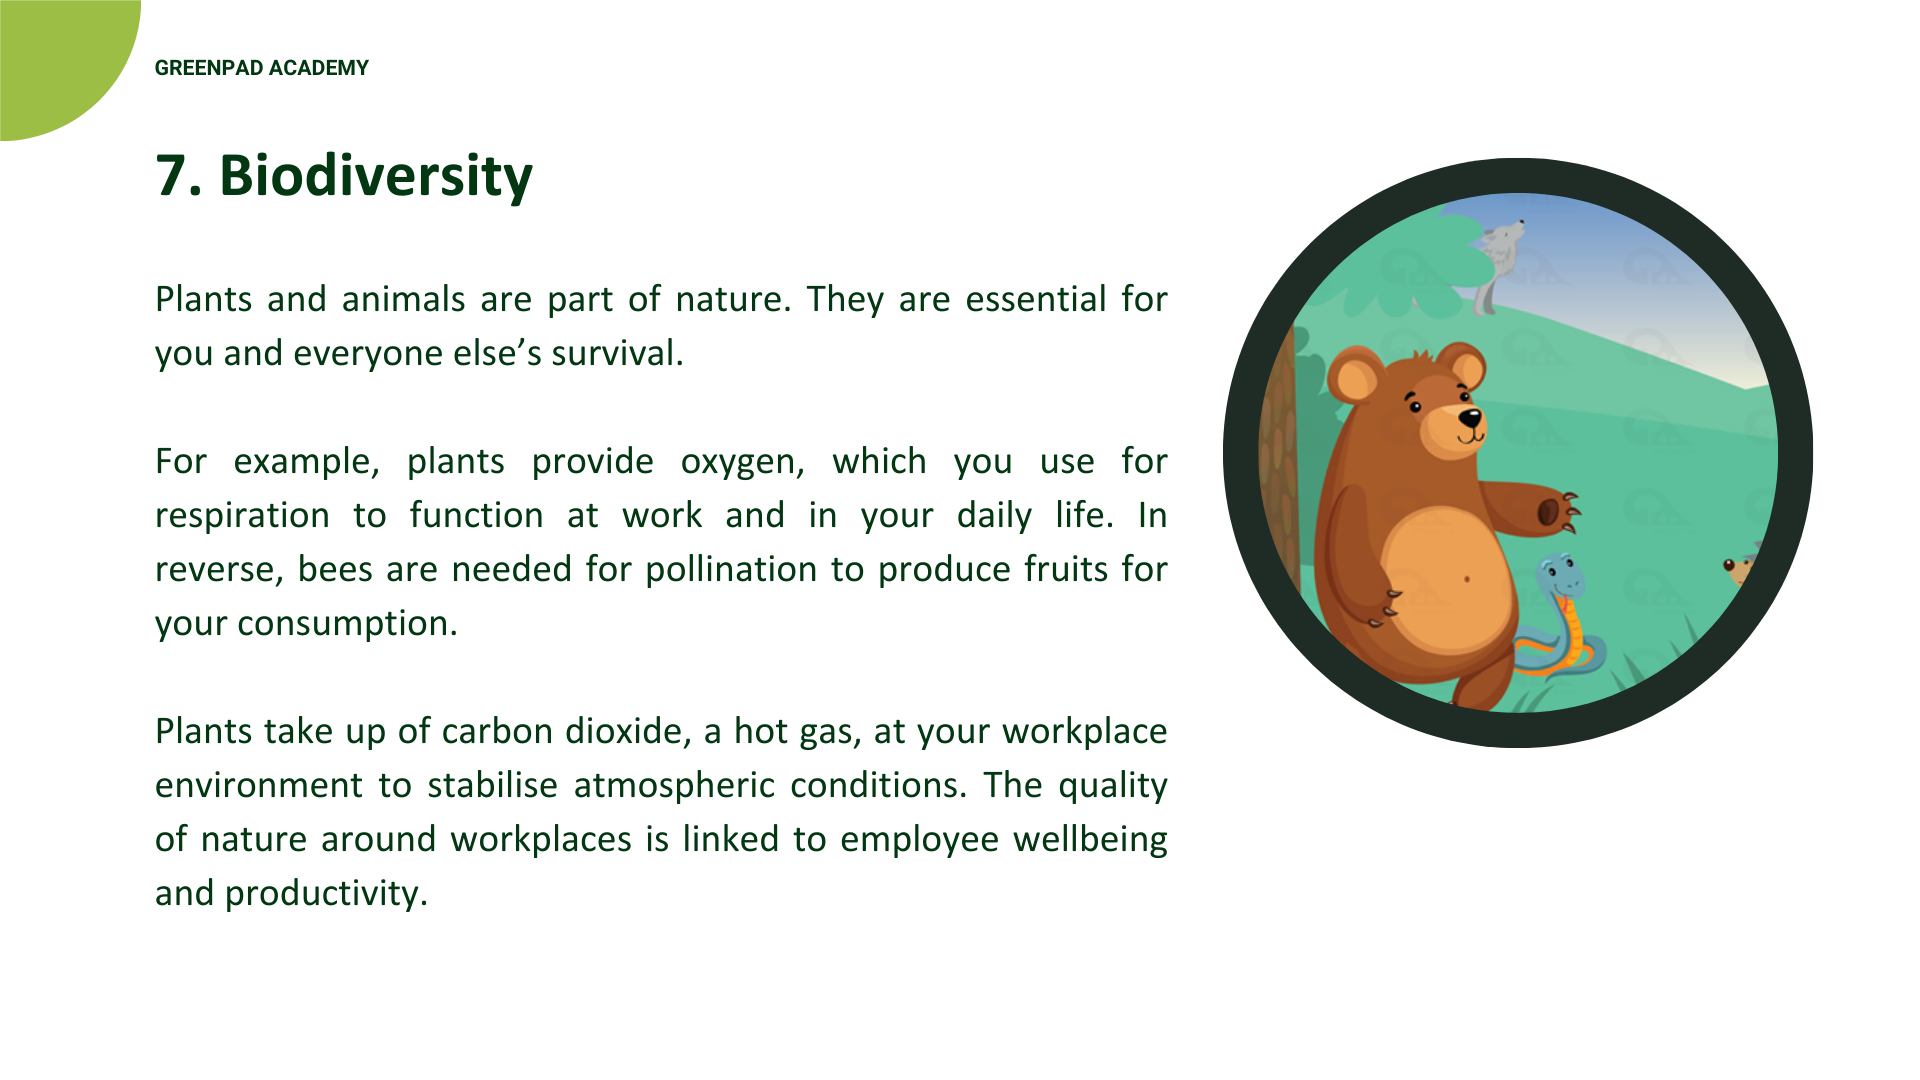 GREENPAD ACADEMY
7. Biodiversity
Plants and animals are part of nature. They are essential for
you and everyone else’s survival.
For example, plants provide oxygen, which you use for
respiration to function at work and in your daily life. In
reverse, bees are needed for pollination to produce fruits for
your consumption.
Plants take up of carbon dioxide, a hot gas, at your workplace
environment to stabilise atmospheric conditions. The quality
of nature around workplaces is linked to employee wellbeing
and productivity.